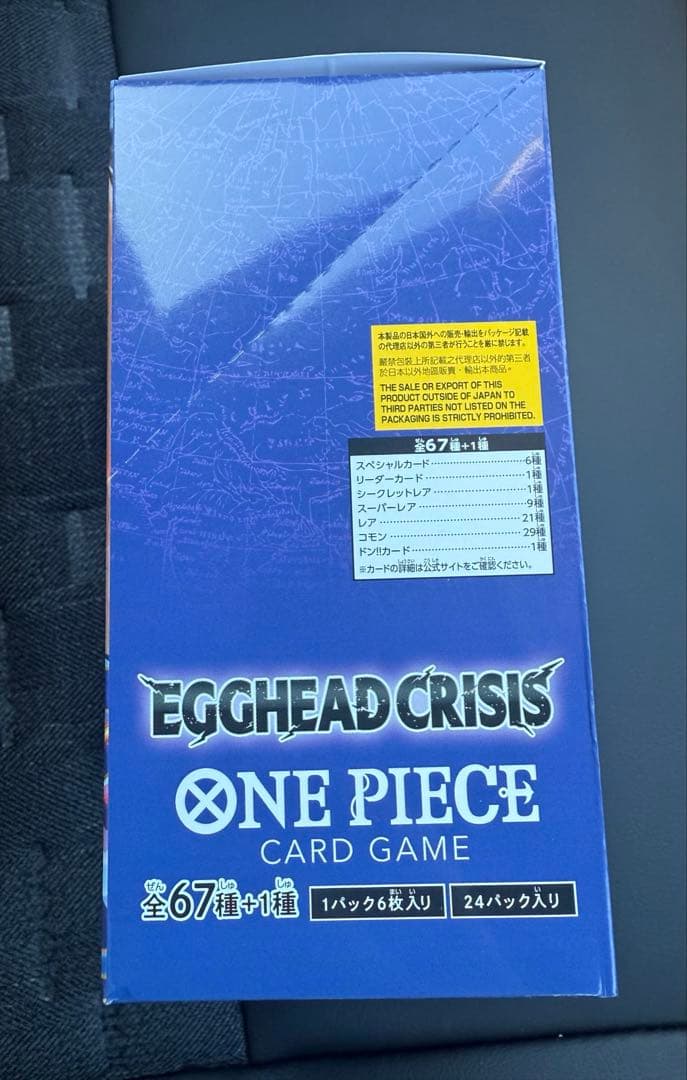 本製品の日本国外への販売・輸出をパッケージ記載
の代理店以外の第三者が行うことを厳に禁じます。
嚴禁包裝上所記載之代理店以外的第三者
於日本以外地區販賣・輸出本商品。
THE SALE OR EXPORT OF THIS
PRODUCT OUTSIDE OF JAPAN TO
THIRD PARTIES NOT LISTED ON THE
PACKAGING IS STRICTLY PROHIBITED.
全67種+1種
スペシャルカード……………………6種
リーダーカード……………………1種
シークレットレア……………………1種
スーパーレア……………………9種
レア……………………21種
コモン……………………29種
ドン!!カード……………………1種
※カードの詳細は公式サイトをご確認ください。
EGGHEAD CRISIS
ONE PIECE
CARD GAME
全67種+1種 1パック6枚入り 24パック入り